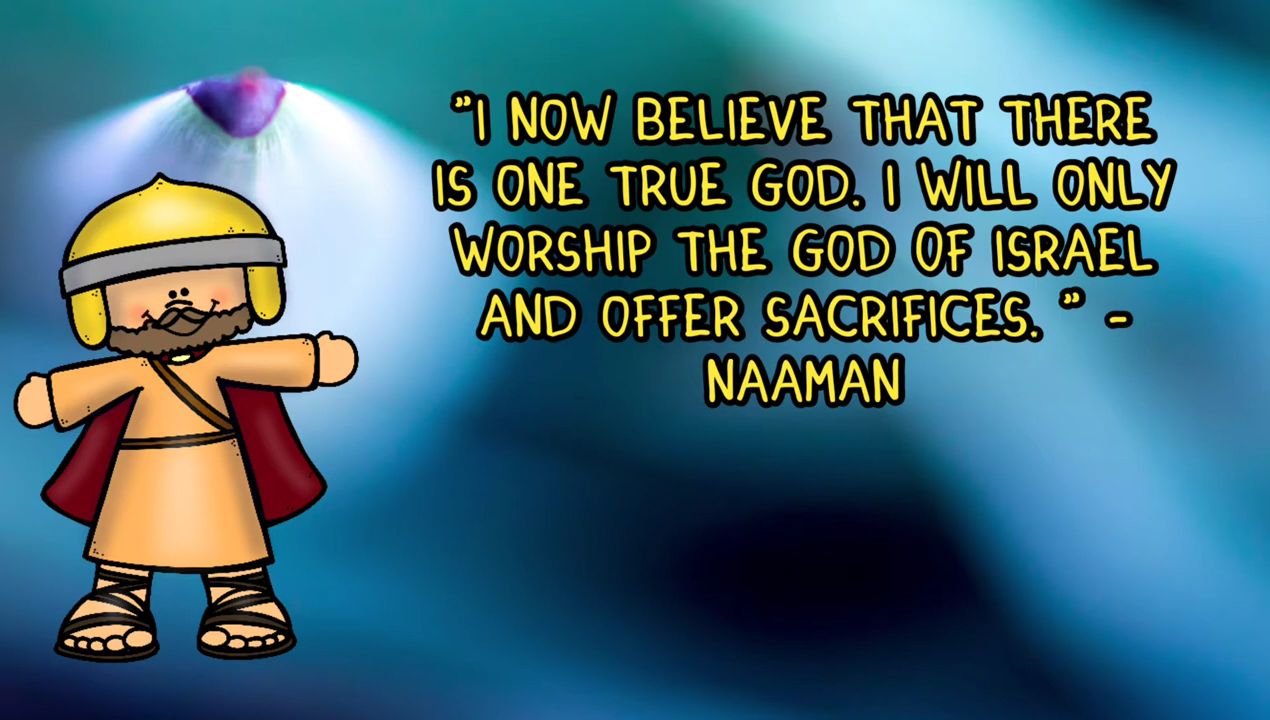 "I NOW BELIEVE THAT THERE
IS ONE TRUE GOD. I WILL ONLY
WORSHIP THE GOD OF ISRAEL
AND OFFER SACRIFICES. " -
NAAMAN